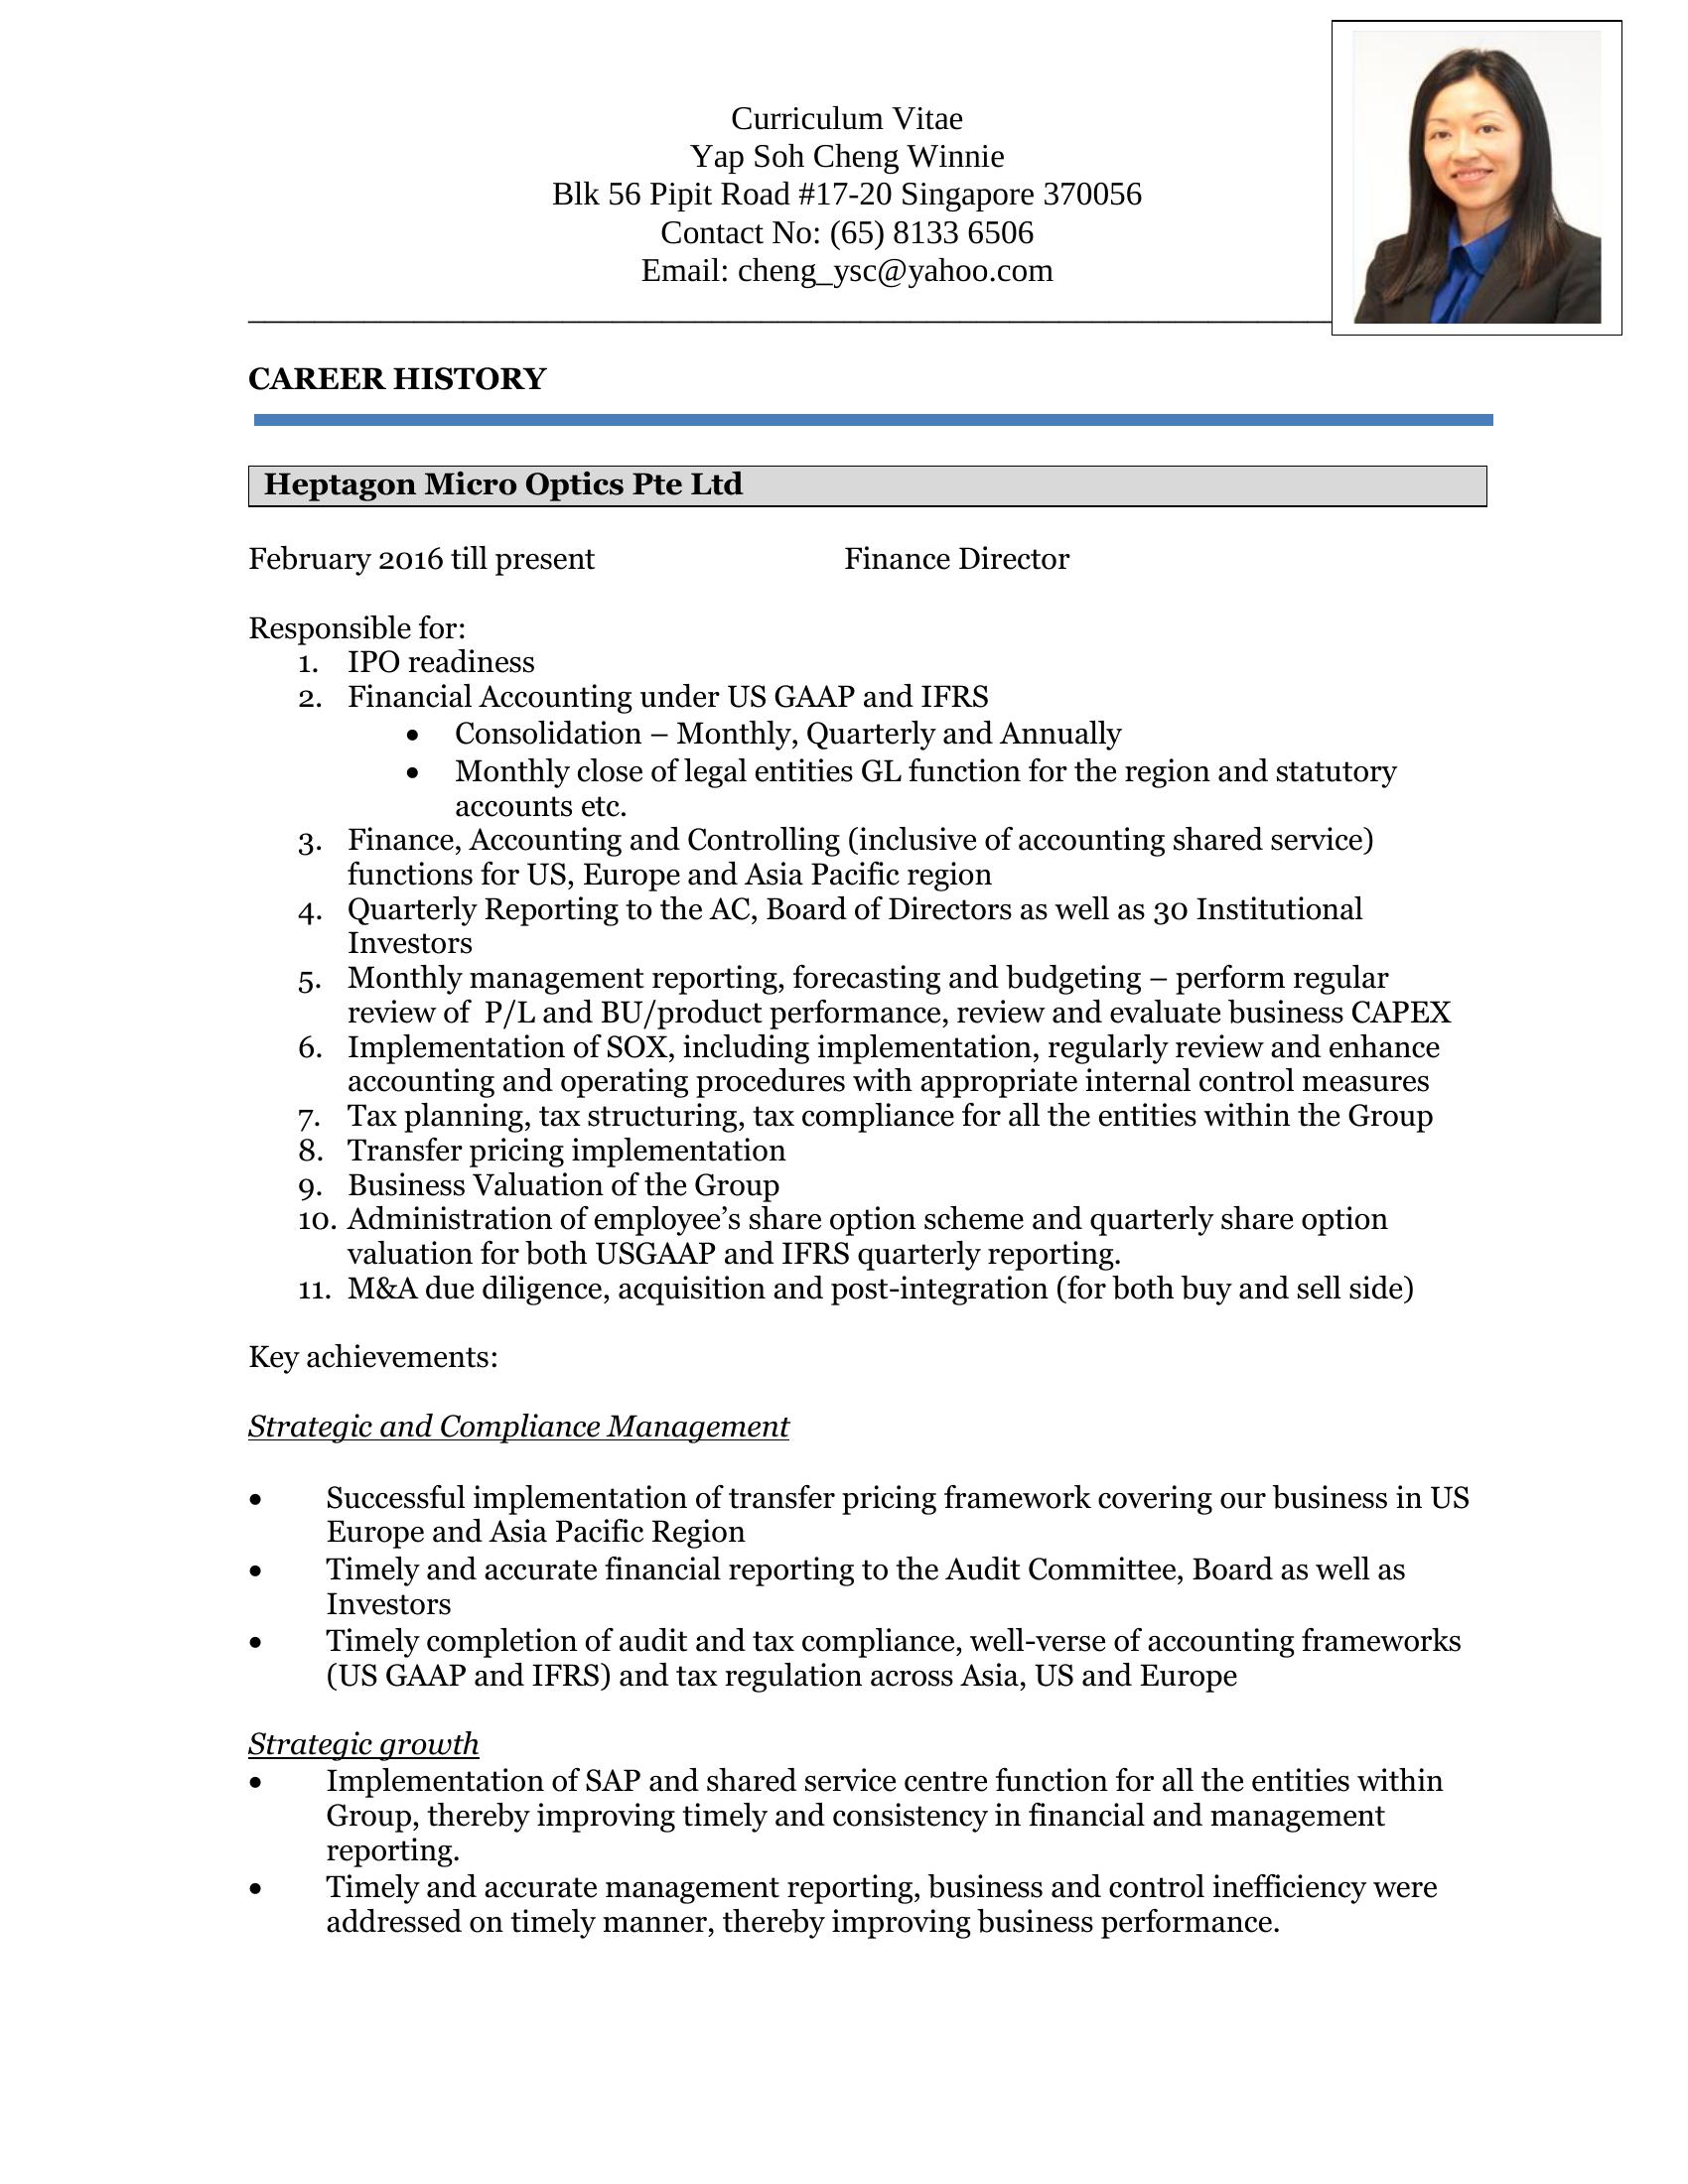 Curriculum Vitae
Yap Soh Cheng Winnie
Blk 56 Pipit Road #17-20 Singapore 370056
Contact No: (65) 8133 6506
Email: cheng_ysc@yahoo.com
CAREER HISTORY
Heptagon Micro Optics Pte Ltd
February 2016 till present Finance Director
Responsible for:
1. IPO readiness
2. Financial Accounting under US GAAP and IFRS
• Consolidation – Monthly, Quarterly and Annually
• Monthly close of legal entities GL function for the region and statutory
accounts etc.
3. Finance, Accounting and Controlling (inclusive of accounting shared service)
functions for US, Europe and Asia Pacific region
4. Quarterly Reporting to the AC, Board of Directors as well as 30 Institutional
Investors
5. Monthly management reporting, forecasting and budgeting – perform regular
review of P/L and BU/product performance, review and evaluate business CAPEX
6. Implementation of SOX, including implementation, regularly review and enhance
accounting and operating procedures with appropriate internal control measures
7. Tax planning, tax structuring, tax compliance for all the entities within the Group
8. Transfer pricing implementation
9. Business Valuation of the Group
10. Administration of employee’s share option scheme and quarterly share option
valuation for both USGAAP and IFRS quarterly reporting.
11. M&A due diligence, acquisition and post-integration (for both buy and sell side)
Key achievements:
Strategic and Compliance Management
• Successful implementation of transfer pricing framework covering our business in US
Europe and Asia Pacific Region
• Timely and accurate financial reporting to the Audit Committee, Board as well as
Investors
• Timely completion of audit and tax compliance, well-verse of accounting frameworks
(US GAAP and IFRS) and tax regulation across Asia, US and Europe
Strategic growth
• Implementation of SAP and shared service centre function for all the entities within
Group, thereby improving timely and consistency in financial and management
reporting.
• Timely and accurate management reporting, business and control inefficiency were
addressed on timely manner, thereby improving business performance.